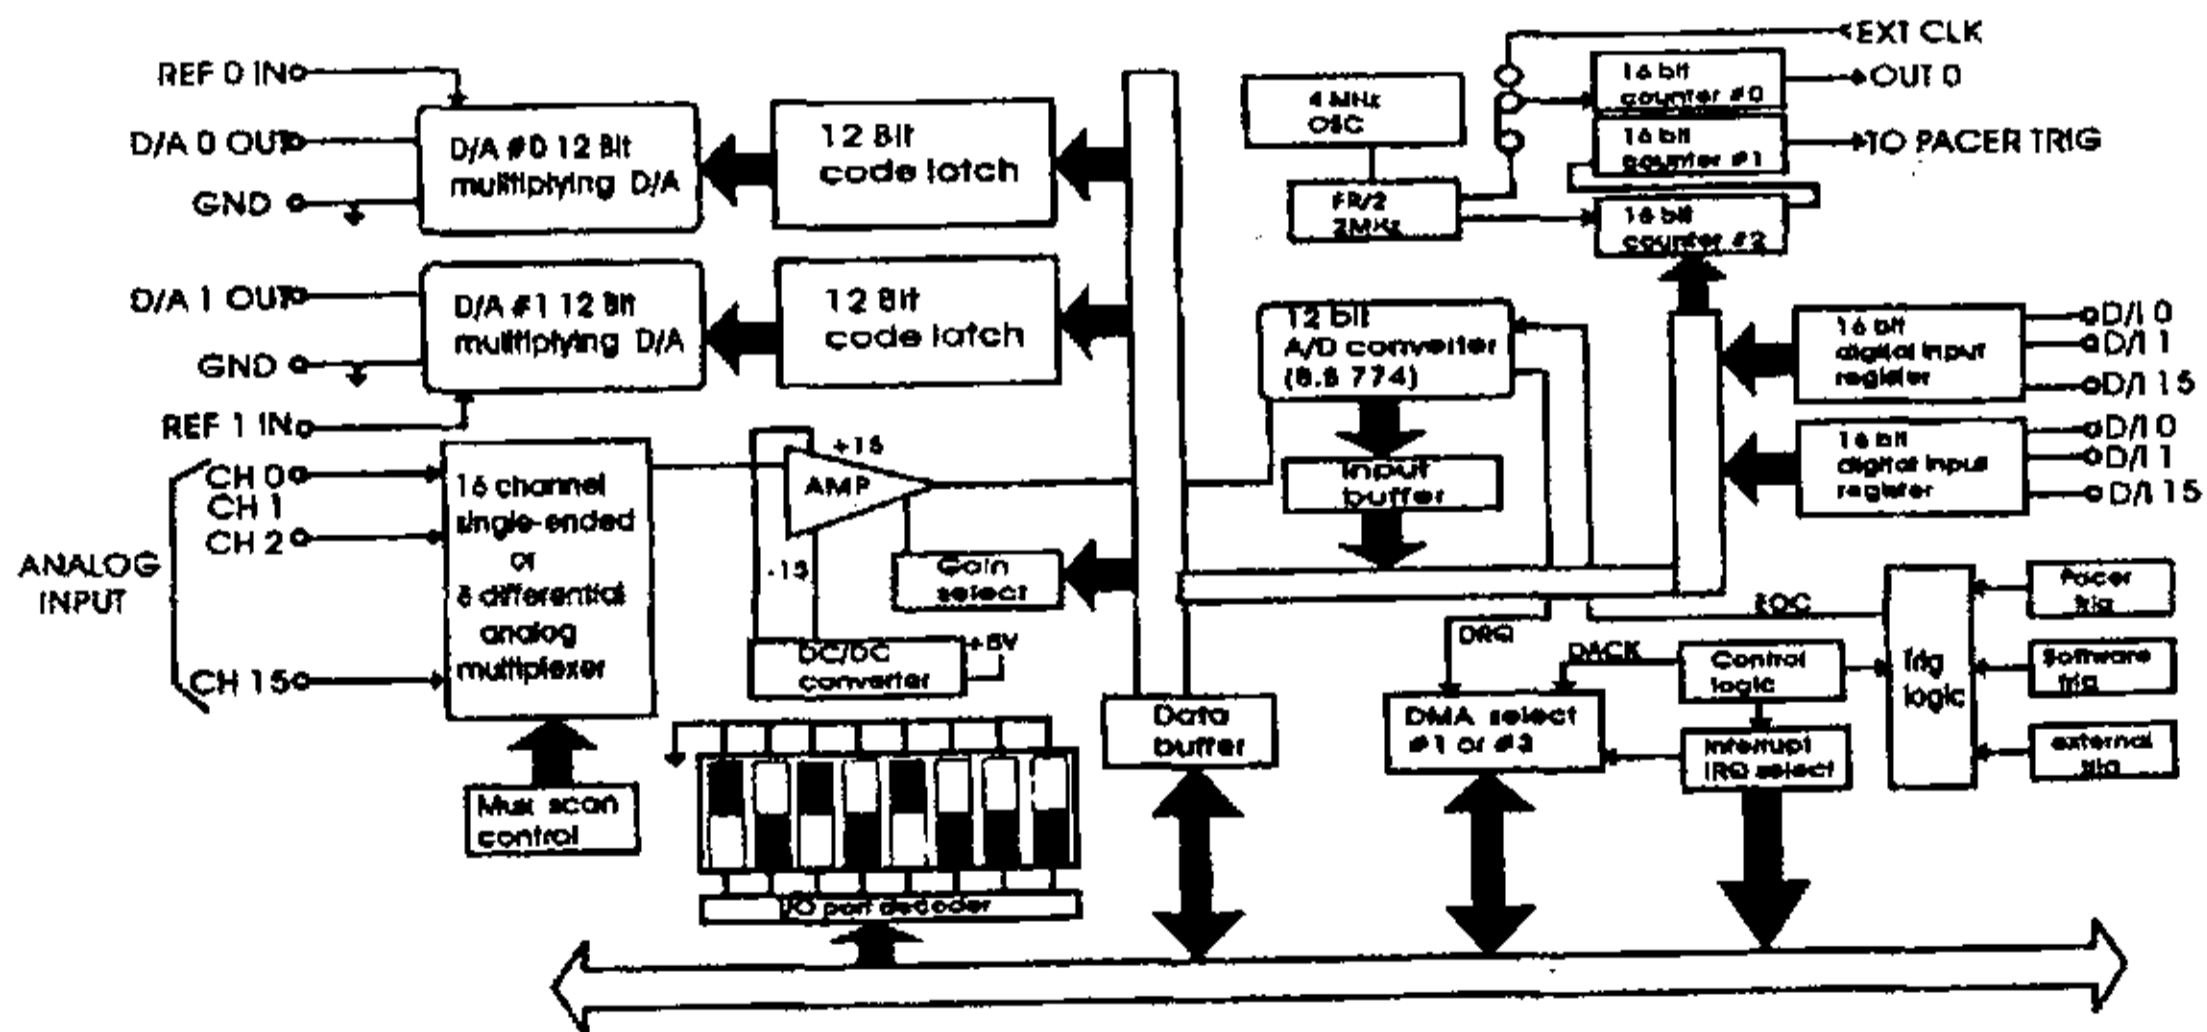 REF 0 IN
D/A 0 OUT
GND
D/A #0 12 Bit
mulitiplying D/A
12 Bit
code latch
D/A 1 OUT
GND
REF 1 IN
D/A #1 12 Bit
mulitiplying D/A
12 Bit
code latch
4 MHz
OSC
FR/2
2MHz
EXT CLK
16 bit
counter #0
OUT 0
16 bit
counter #1
TO PACER TRIG
16 bit
counter #2
12 bit
A/D converter
(B.B 774)
Input
buffer
16 bit
digital input
register
D/I 0
D/I 1
D/I 15
16 bit
digital input
register
D/I 0
D/I 1
D/I 15
ANALOG
INPUT
CH 0
CH 1
CH 2
CH 15
16 channel
single-ended
or
8 differential
analog
multiplexer
+15
AMP
-15
Gain
select
DC/DC
converter
+5V
Mux scan
control
I/O port decoder
Data
buffer
DRQ
DACK
EOC
DMA select
#1 or #3
Control
logic
Interrupt
IRQ select
Trig
logic
Pacer
trig
Software
trig
external
trig